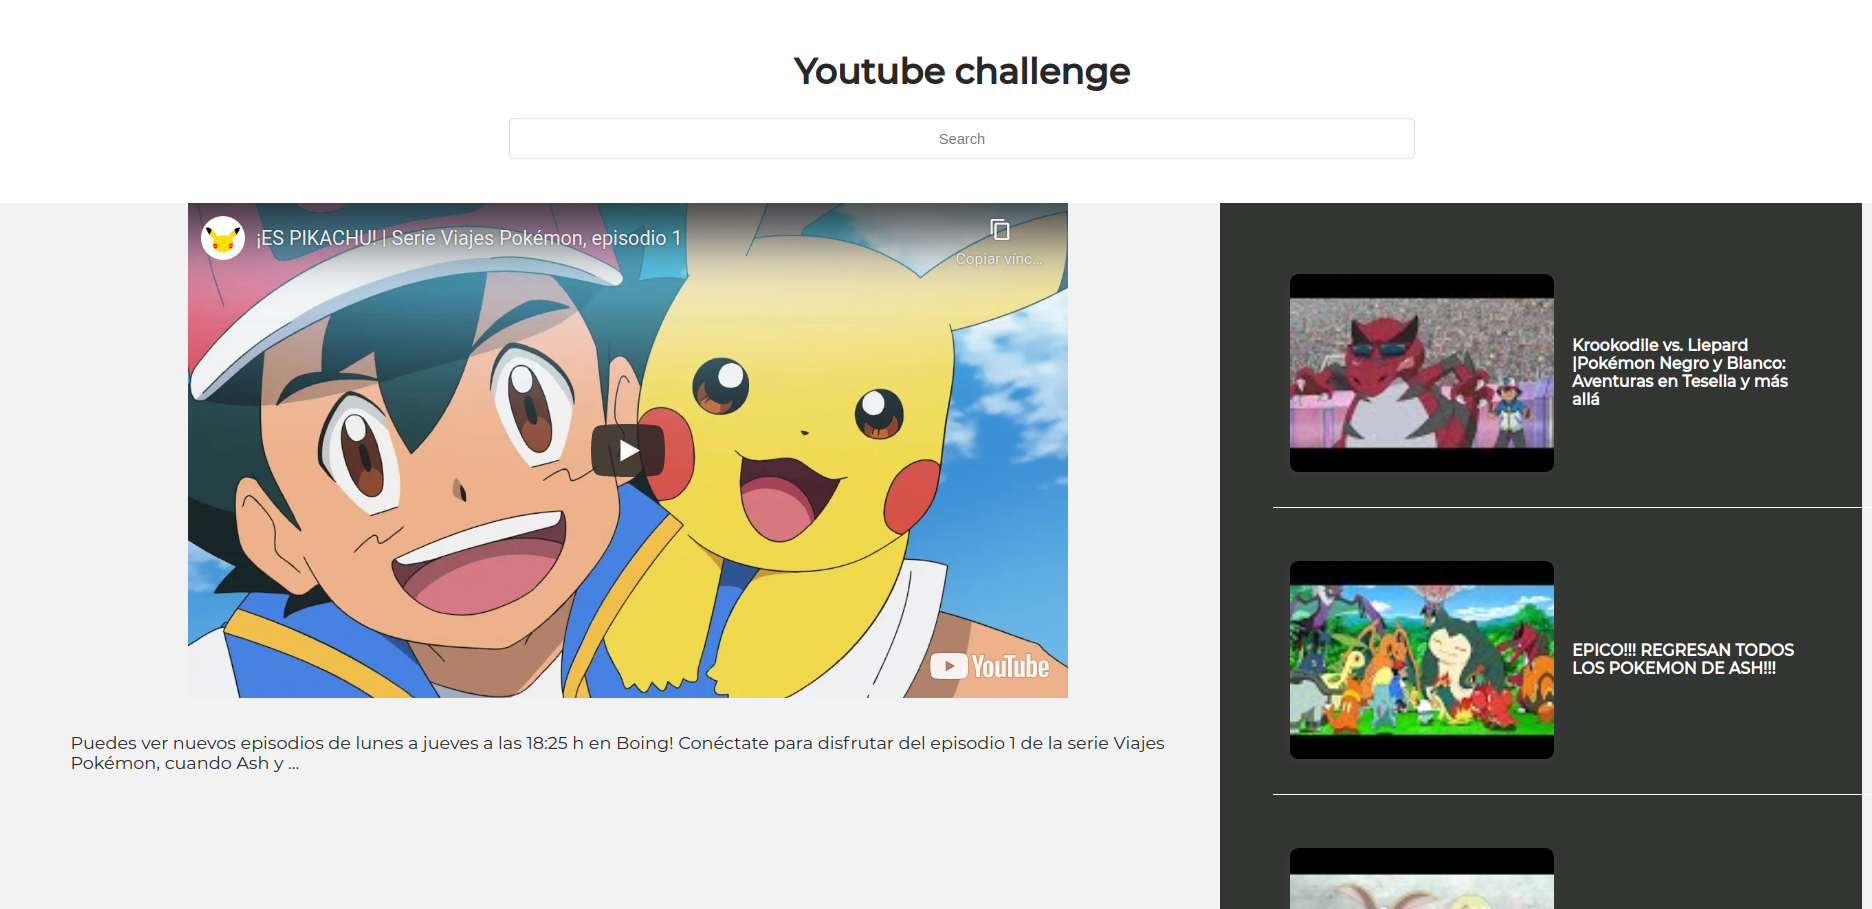 Youtube challenge
Search
¡ES PIKACHU! | Serie Viajes Pokémon, episodio 1
Copiar vínc...
YouTube
Puedes ver nuevos episodios de lunes a jueves a las 18:25 h en Boing! Conéctate para disfrutar del episodio 1 de la serie Viajes
Pokémon, cuando Ash y ...
Krookodile vs. Liepard
|Pokémon Negro y Blanco:
Aventuras en Teselia y más
allá
EPICO!!! REGRESAN TODOS
LOS POKEMON DE ASH!!!